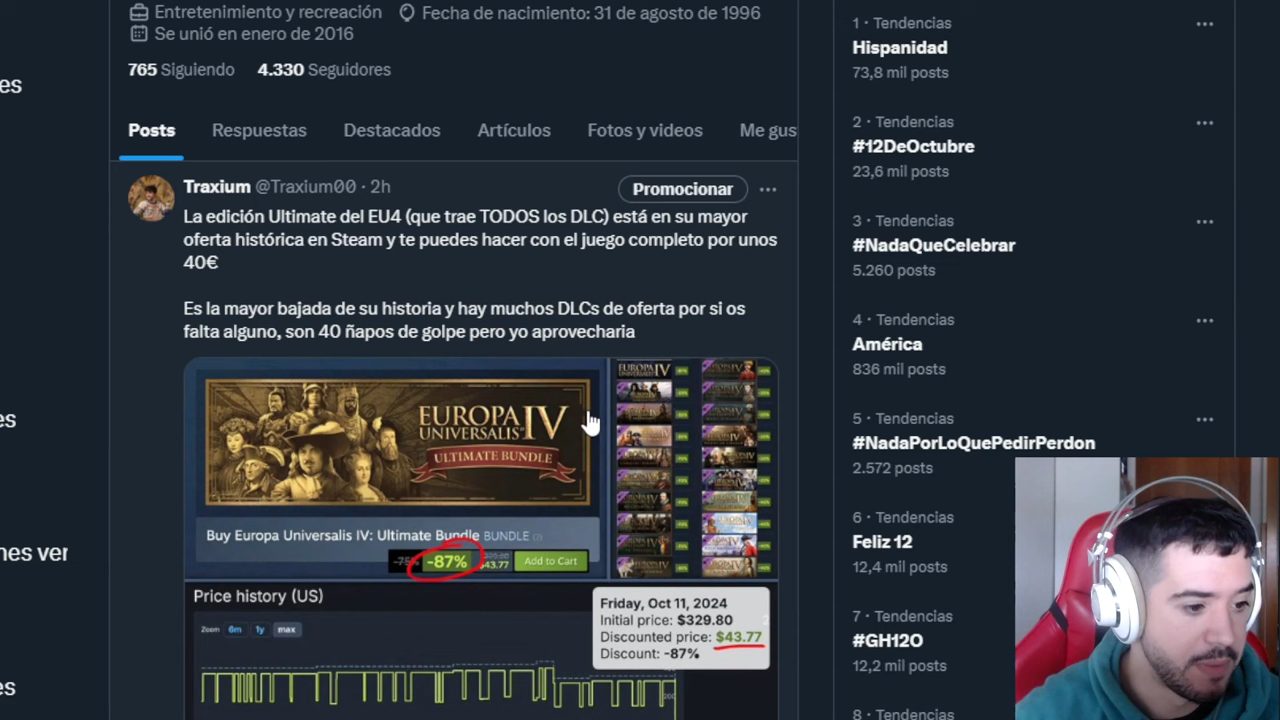 Entretenimiento y recreación Fecha de nacimiento: 31 de agosto de 1996
Se unió en enero de 2016
765 Siguiendo 4.330 Seguidores
Posts Respuestas Destacados Artículos Fotos y videos Me gus
Traxium @Traxium00 · 2h Promocionar
La edición Ultimate del EU4 (que trae TODOS los DLC) está en su mayor
oferta histórica en Steam y te puedes hacer con el juego completo por unos
40€
Es la mayor bajada de su historia y hay muchos DLCs de oferta por si os
falta alguno, son 40 ñapos de golpe pero yo aprovecharia
EUROPA
UNIVERSALIS IV
ULTIMATE BUNDLE
Buy Europa Universalis IV: Ultimate Bundle BUNDLE (?)
-87% $43.77 Add to Cart
Price history (US)
Zoom 6m 1y max
Friday, Oct 11, 2024
Initial price: $329.80
Discounted price: $43.77
Discount: -87%
es
es
nes ver
es
1 · Tendencias
Hispanidad
73,8 mil posts
2 · Tendencias
#12DeOctubre
23,6 mil posts
3 · Tendencias
#NadaQueCelebrar
5.260 posts
4 · Tendencias
América
836 mil posts
5 · Tendencias
#NadaPorLoQuePedirPerdon
2.572 posts
6 · Tendencias
Feliz 12
12,4 mil posts
7 · Tendencias
#GH12O
12,2 mil posts
8 · Tendencias